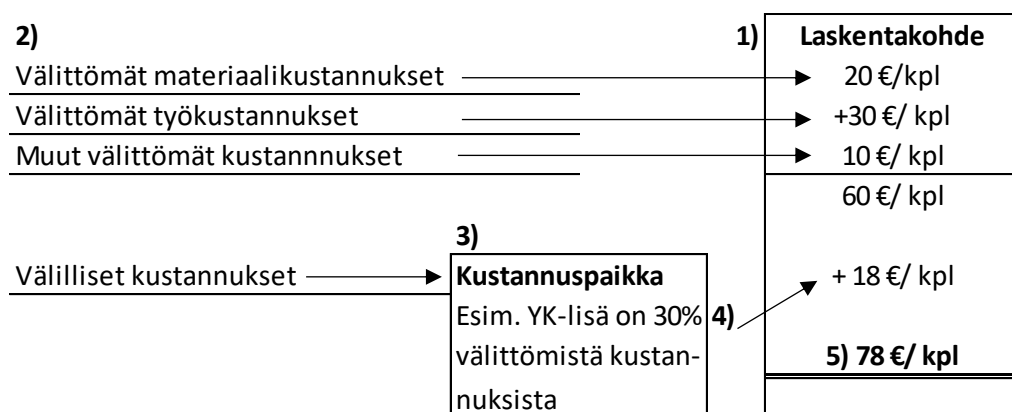 2) 1) Laskentakohde
Välittömät materiaalikustannukset 20 €/kpl
Välittömät työkustannukset +30 €/ kpl
Muut välittömät kustannnukset 10 €/ kpl
60 €/ kpl
3)
Välilliset kustannukset Kustannuspaikka + 18 €/ kpl
Esim. YK-lisä on 30% 4)
välittömistä kustan- 5) 78 €/ kpl
nuksista